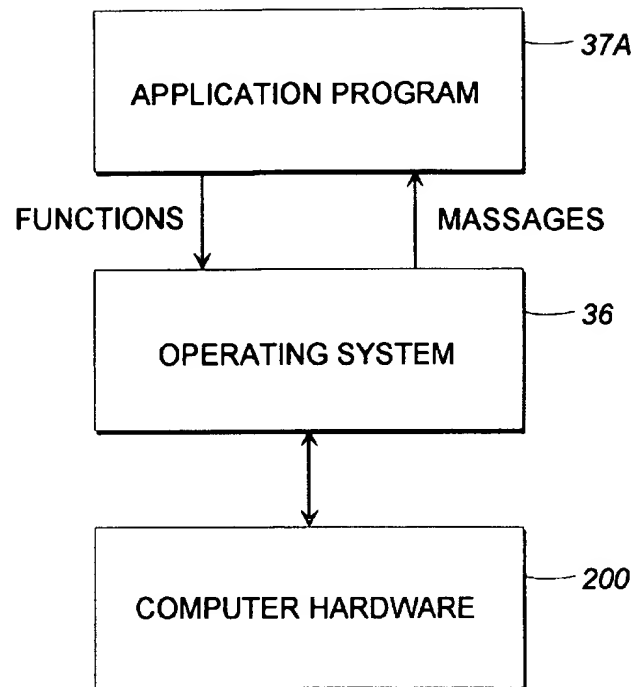 37A
APPLICATION PROGRAM
FUNCTIONS
MASSAGES
36
OPERATING SYSTEM
200
COMPUTER HARDWARE